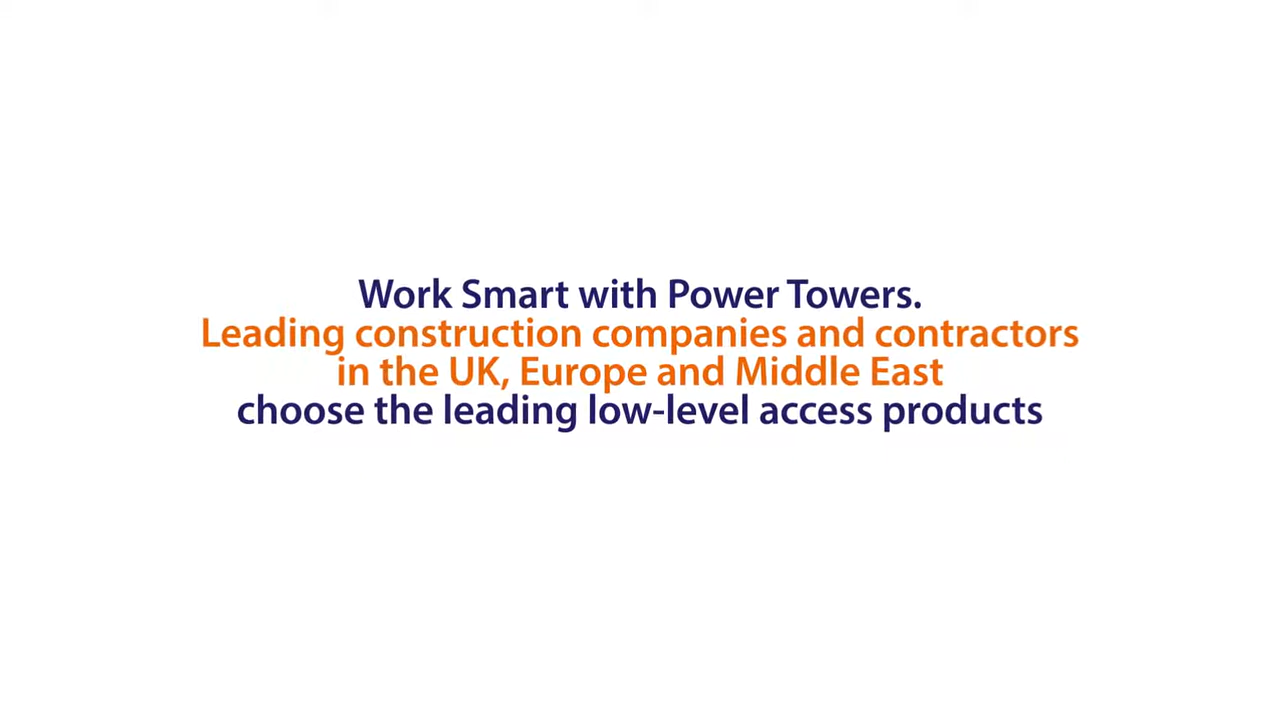 Work Smart with Power Towers.
Leading construction companies and contractors
in the UK, Europe and Middle East
choose the leading low-level access products